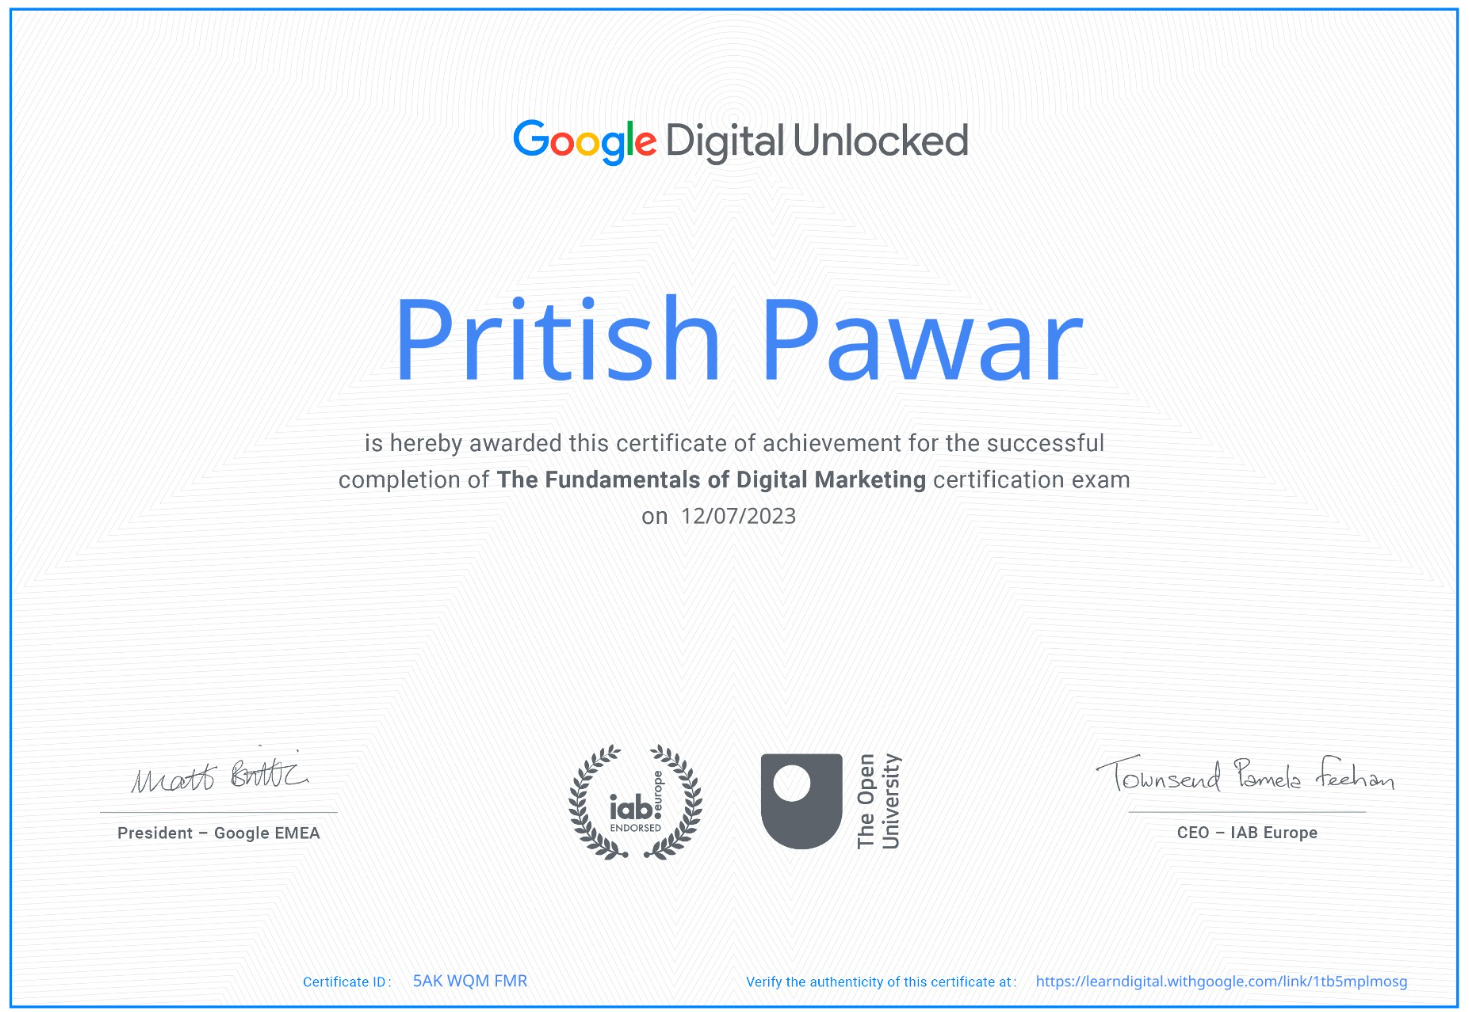 Google Digital Unlocked
Pritish Pawar
is hereby awarded this certificate of achievement for the successful
completion of The Fundamentals of Digital Marketing certification exam
on 12/07/2023
Matt Brittin
President – Google EMEA
iab: europe
ENDORSED
The Open
University
Townsend Pamela Feehan
CEO – IAB Europe
Certificate ID: 5AK WQM FMR
Verify the authenticity of this certificate at: https://learndigital.withgoogle.com/link/1tb5mplmosg